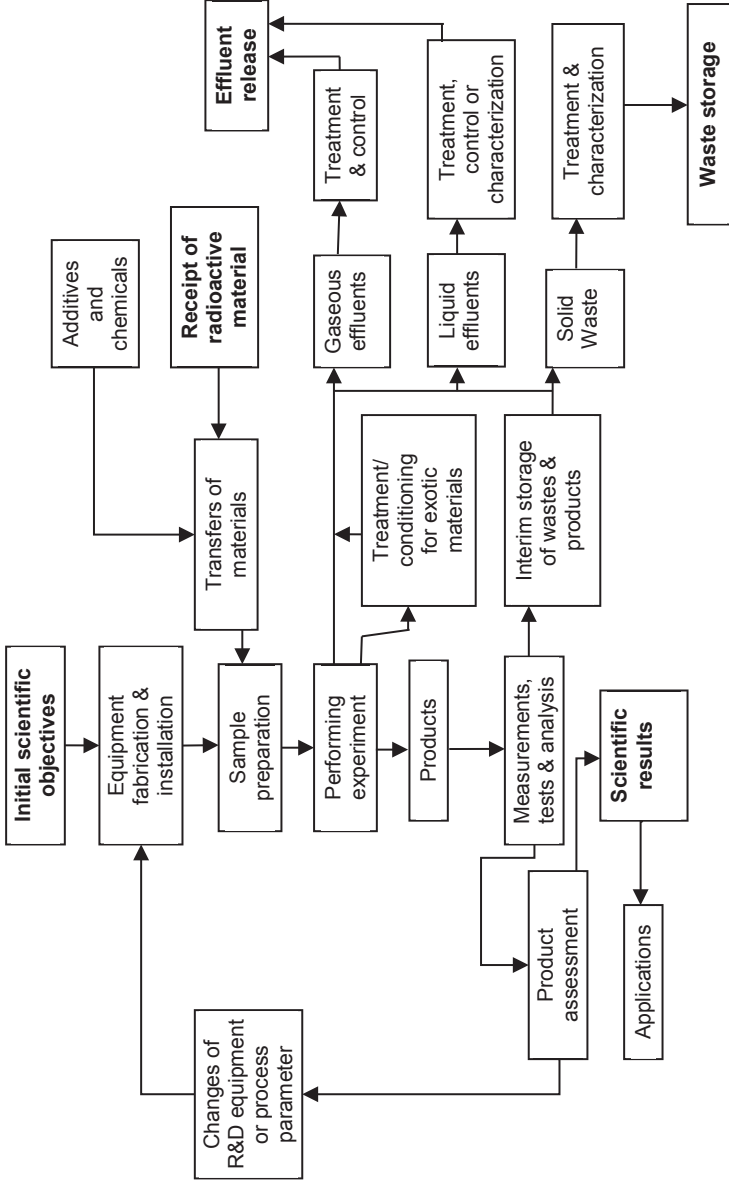 Initial scientific
objectives
Equipment
fabrication &
installation
Sample
preparation
Performing
experiment
Products
Measurements,
tests & analysis
Product
assessment
Scientific
results
Applications
Changes of
R&D equipment
or process
parameter
Additives
and
chemicals
Receipt of
radioactive
material
Transfers of
materials
Treatment/
conditioning
for exotic
materials
Interim storage
of wastes &
products
Gaseous
effluents
Liquid
effluents
Solid
Waste
Treatment
& control
Treatment,
control or
characterization
Treatment &
characterization
Effluent
release
Waste storage